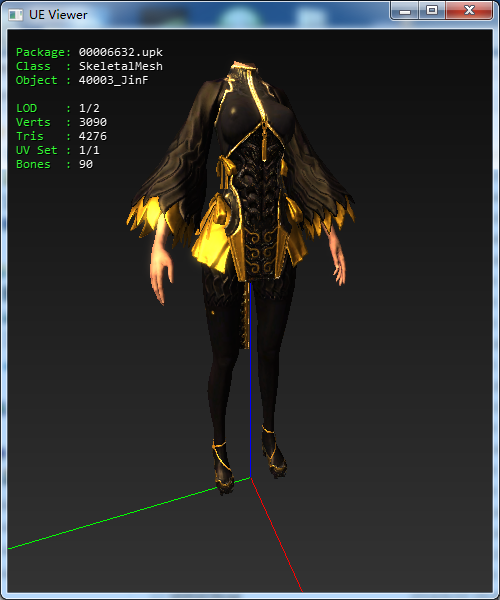 UE Viewer
Package: 00006632.upk
Class : SkeletalMesh
Object : 40003_JinF
LOD : 1/2
Verts : 3090
Tris : 4276
UV Set : 1/1
Bones : 90